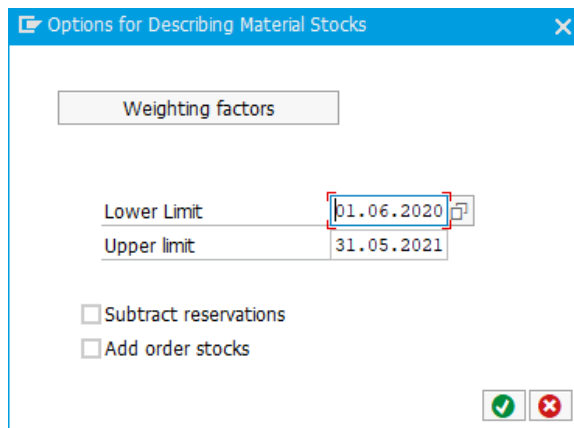 Options for Describing Material Stocks
Weighting factors
Lower Limit 01.06.2020
Upper limit 31.05.2021
Subtract reservations
Add order stocks